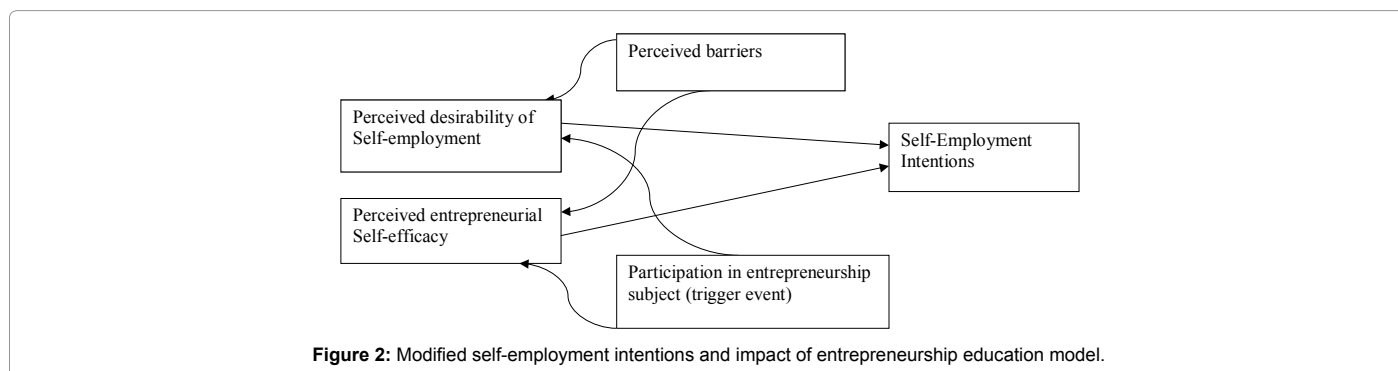 Perceived barriers
Perceived desirability of
Self-employment
Self-Employment
Intentions
Perceived entrepreneurial
Self-efficacy
Participation in entrepreneurship
subject (trigger event)
Figure 2: Modified self-employment intentions and impact of entrepreneurship education model.